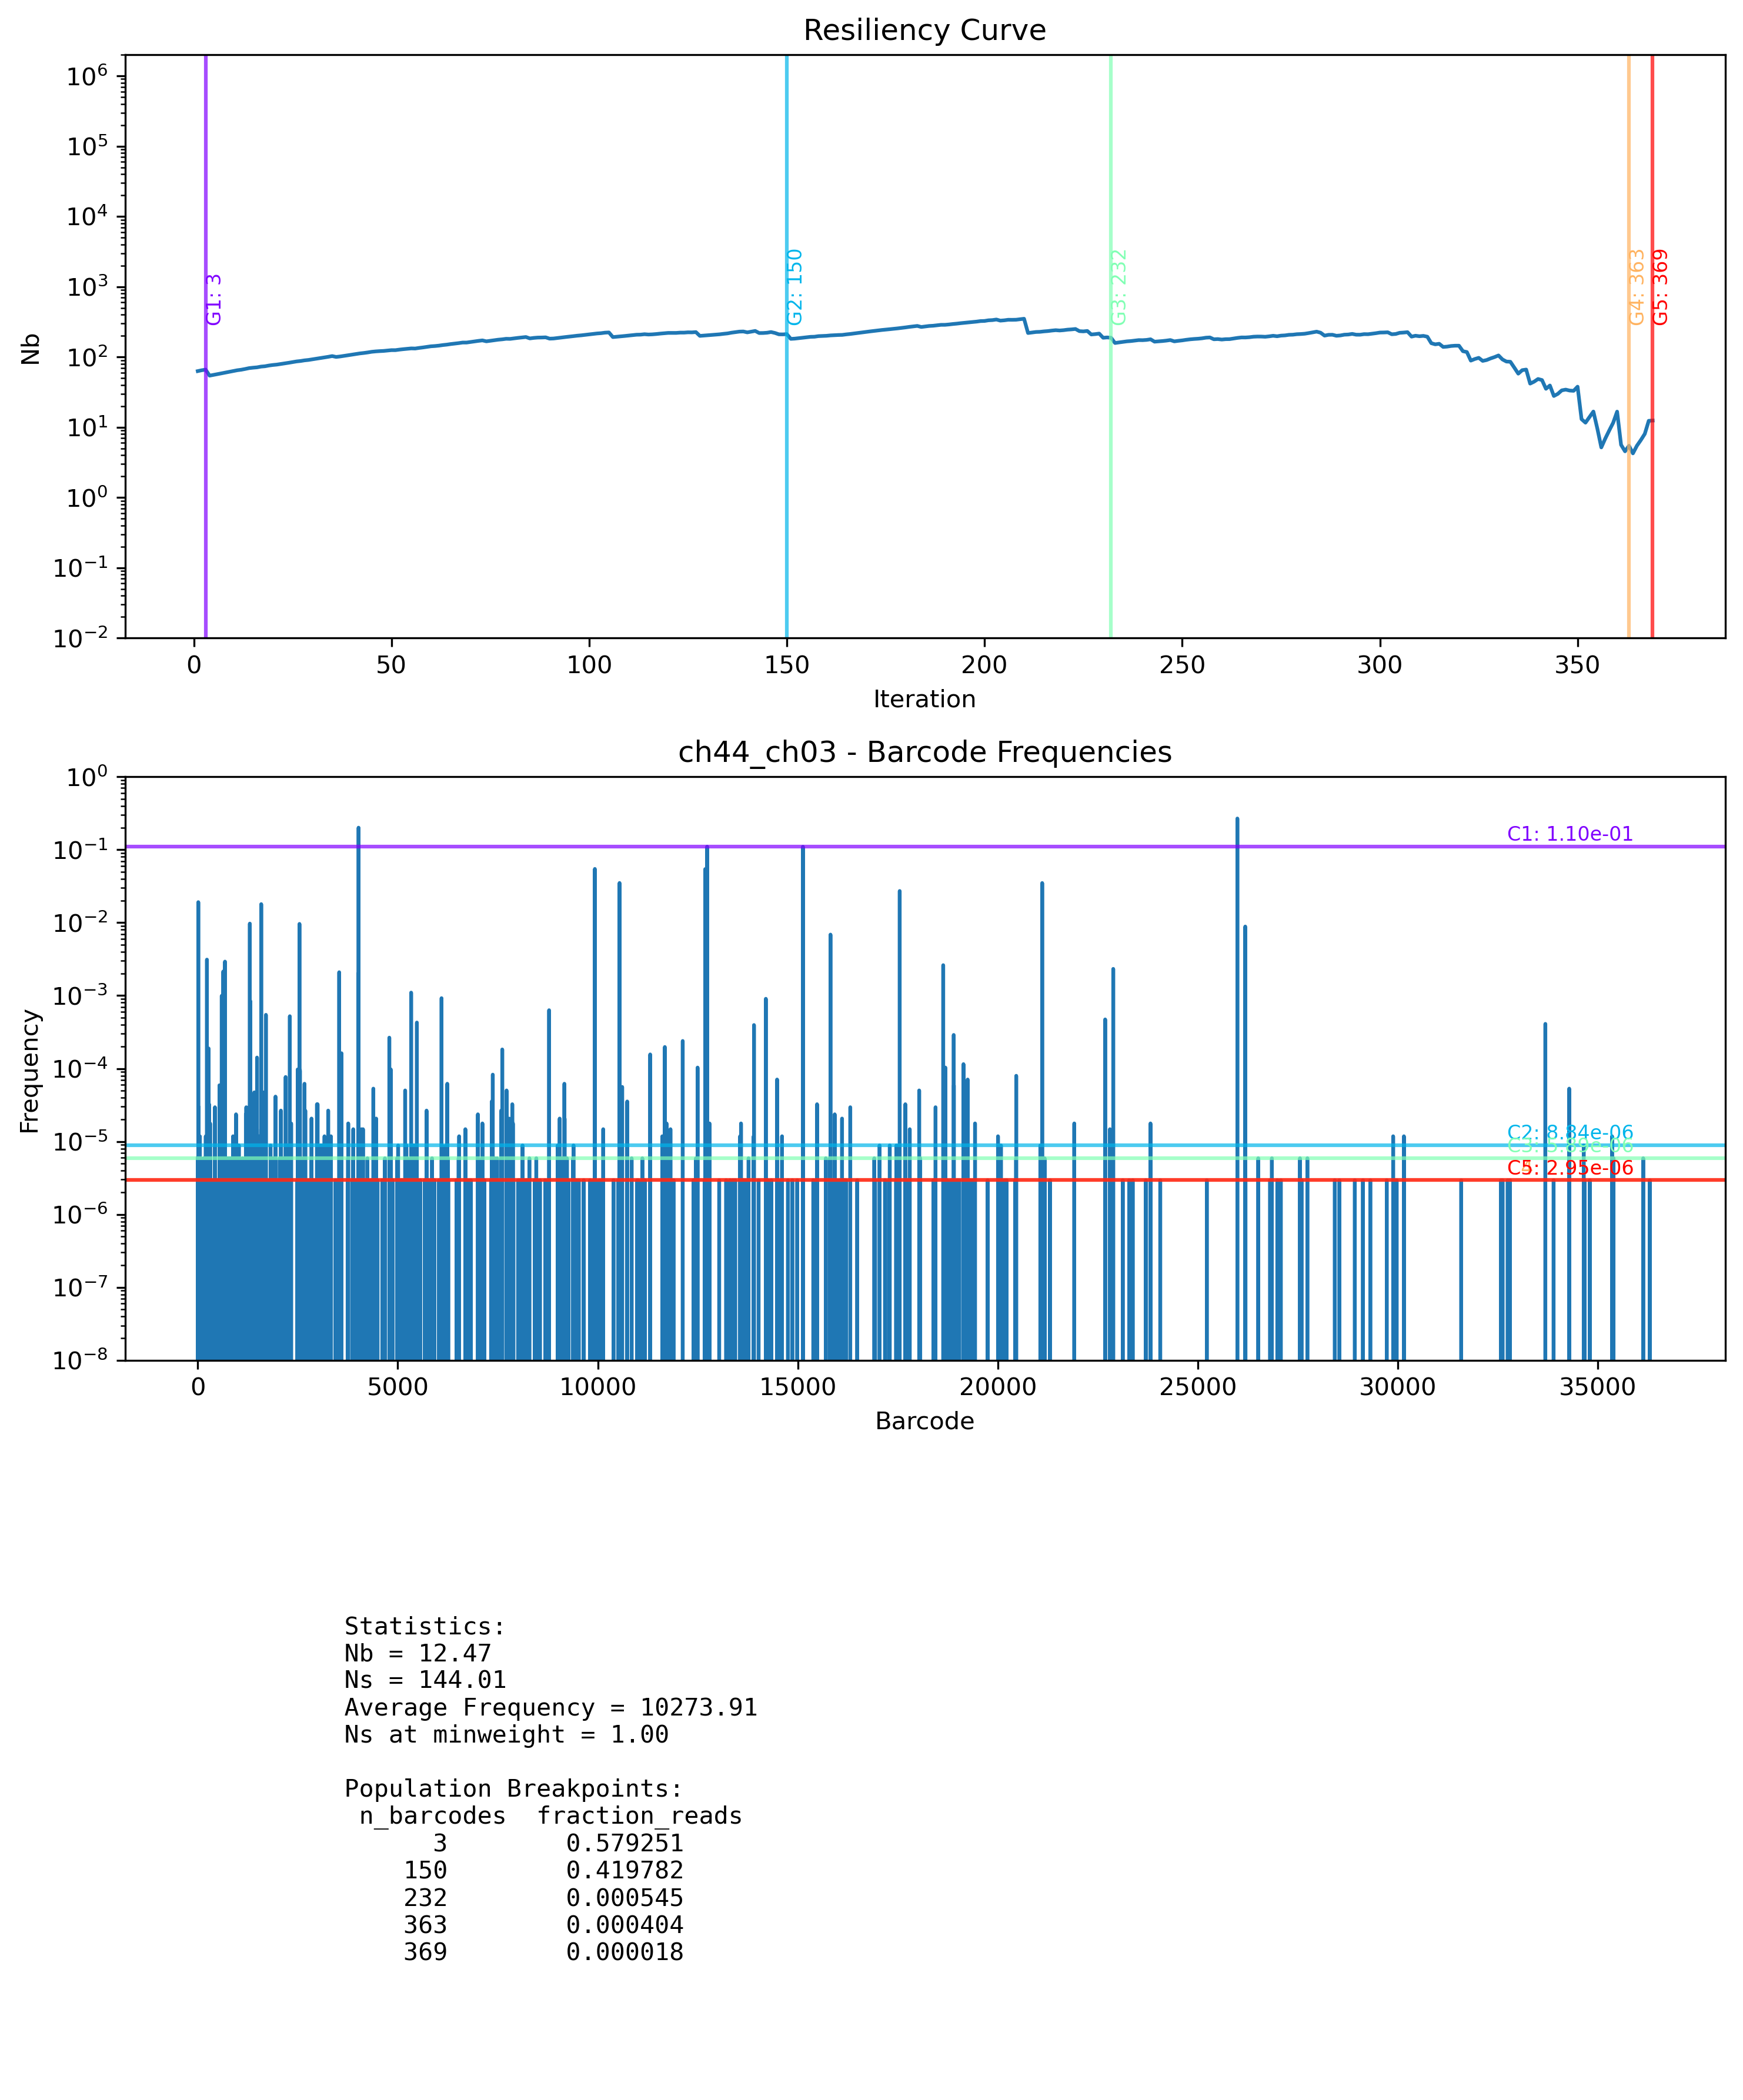 Resiliency Curve
10^6
10^5
10^4
10^3
10^2
10^1
10^0
10^−1
10^−2
Nb
G1: 3
G2: 150
G3: 232
G4: 363
G5: 369
0 50 100 150 200 250 300 350
Iteration
ch44_ch03 - Barcode Frequencies
10^0
10^−1
10^−2
10^−3
10^−4
10^−5
10^−6
10^−7
10^−8
Frequency
C1: 1.10e-01
C2: 8.84e-06
C5: 2.95e-06
0 5000 10000 15000 20000 25000 30000 35000
Barcode
Statistics:
Nb = 12.47
Ns = 144.01
Average Frequency = 10273.91
Ns at minweight = 1.00
Population Breakpoints:
n_barcodes fraction_reads
3 0.579251
150 0.419782
232 0.000545
363 0.000404
369 0.000018